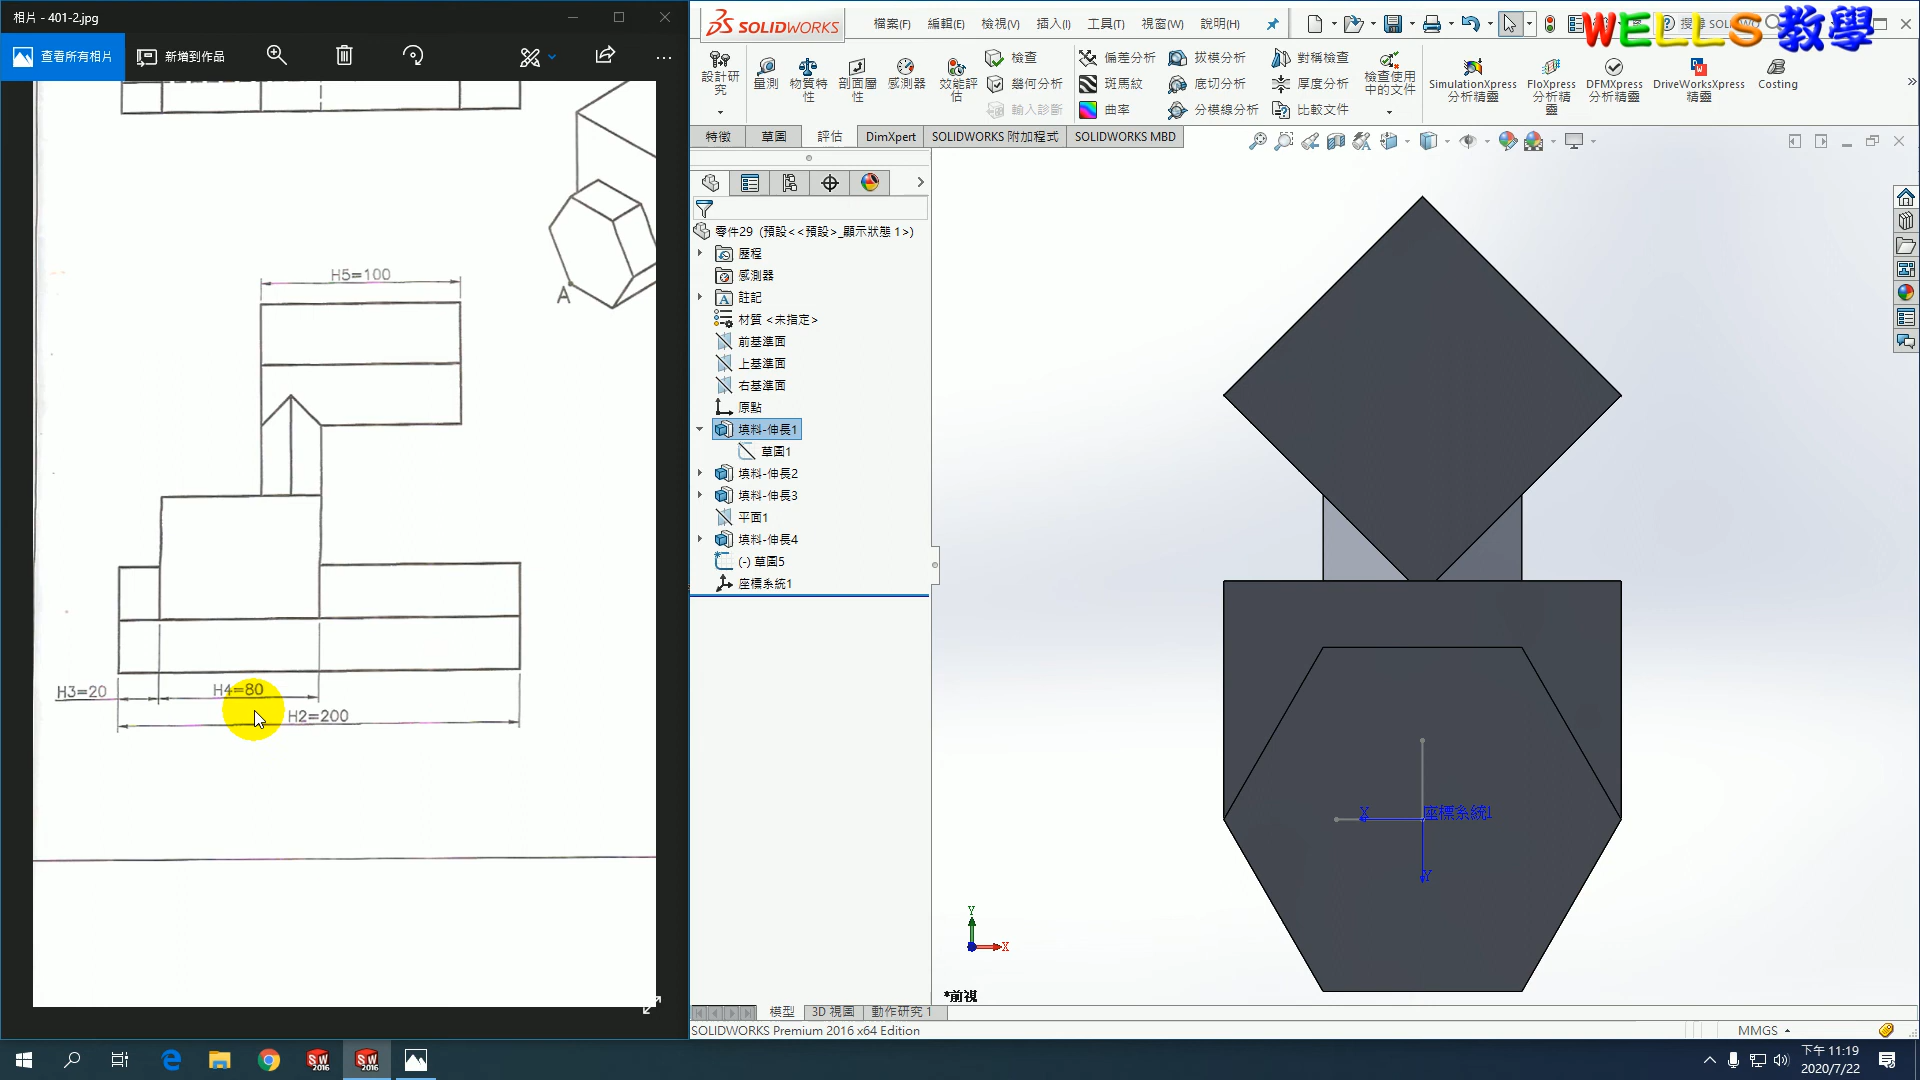 相片 - 401-2.jpg
查看所有相片
新增到作品
H5=100
A
H3=20
H4=80
H2=200
SOLIDWORKS
檔案(F) 編輯(E) 檢視(V) 插入(I) 工具(T) 視窗(W) 說明(H)
WELLS 教學
設計研究
量測
物質特性
剖面屬性
感測器
效能評估
檢查
幾何分析
輸入診斷
偏差分析
斑馬紋
曲率
拔模分析
底切分析
分模線分析
對稱檢查
厚度分析
比較文件
檢查使用中的文件
SimulationXpress 分析精靈
FloXpress 分析精靈
DFMXpress 分析精靈
DriveWorksXpress 精靈
Costing
特徵 草圖 評估 DimXpert SOLIDWORKS 附加程式 SOLIDWORKS MBD
零件29 (預設<<預設>_顯示狀態 1>)
歷程
感測器
註記
材質 <未指定>
前基準面
上基準面
右基準面
原點
填料-伸長1
草圖1
填料-伸長2
填料-伸長3
平面1
填料-伸長4
(-) 草圖5
座標系統1
X
座標系統1
Y
Y
X
*前視
模型 3D 視圖 動作研究 1
SOLIDWORKS Premium 2016 x64 Edition
MMGS
下午 11:19
2020/7/22